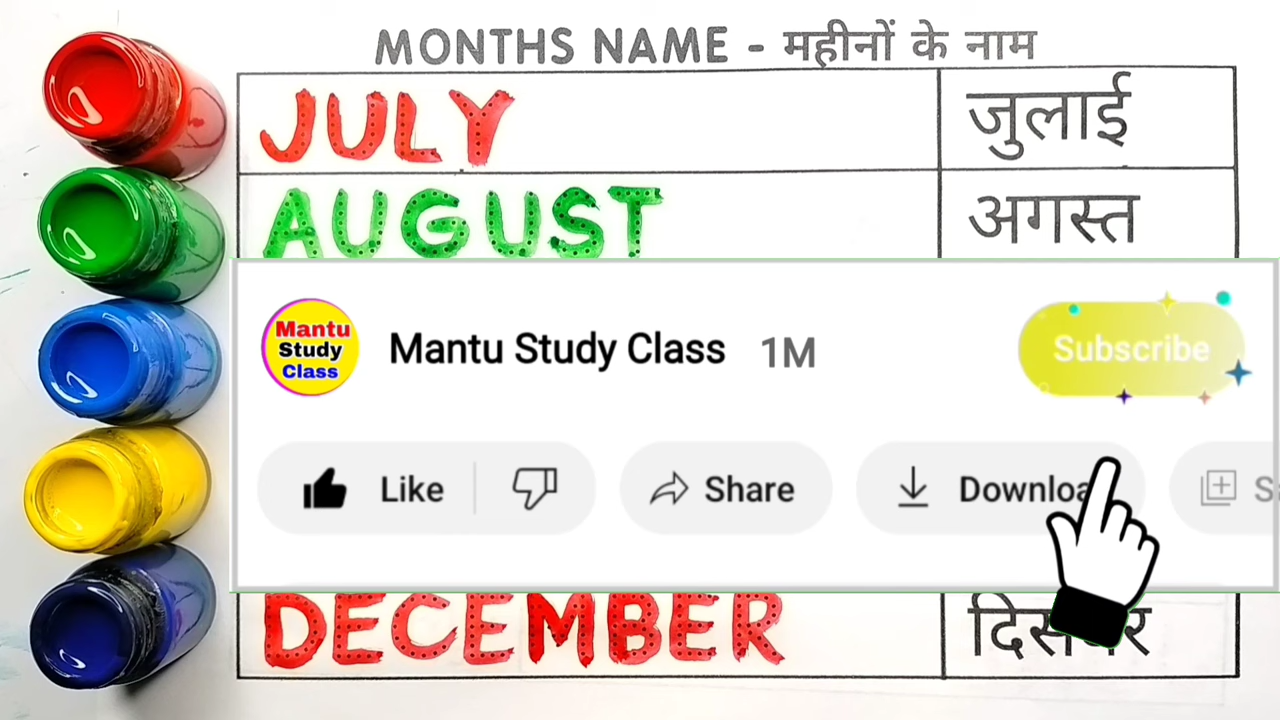 MONTHS NAME - महीनों के नाम
JULY जुलाई
AUGUST अगस्त
Mantu
Study
Class
Mantu Study Class 1M
Subscribe
Like Share
DECEMBER